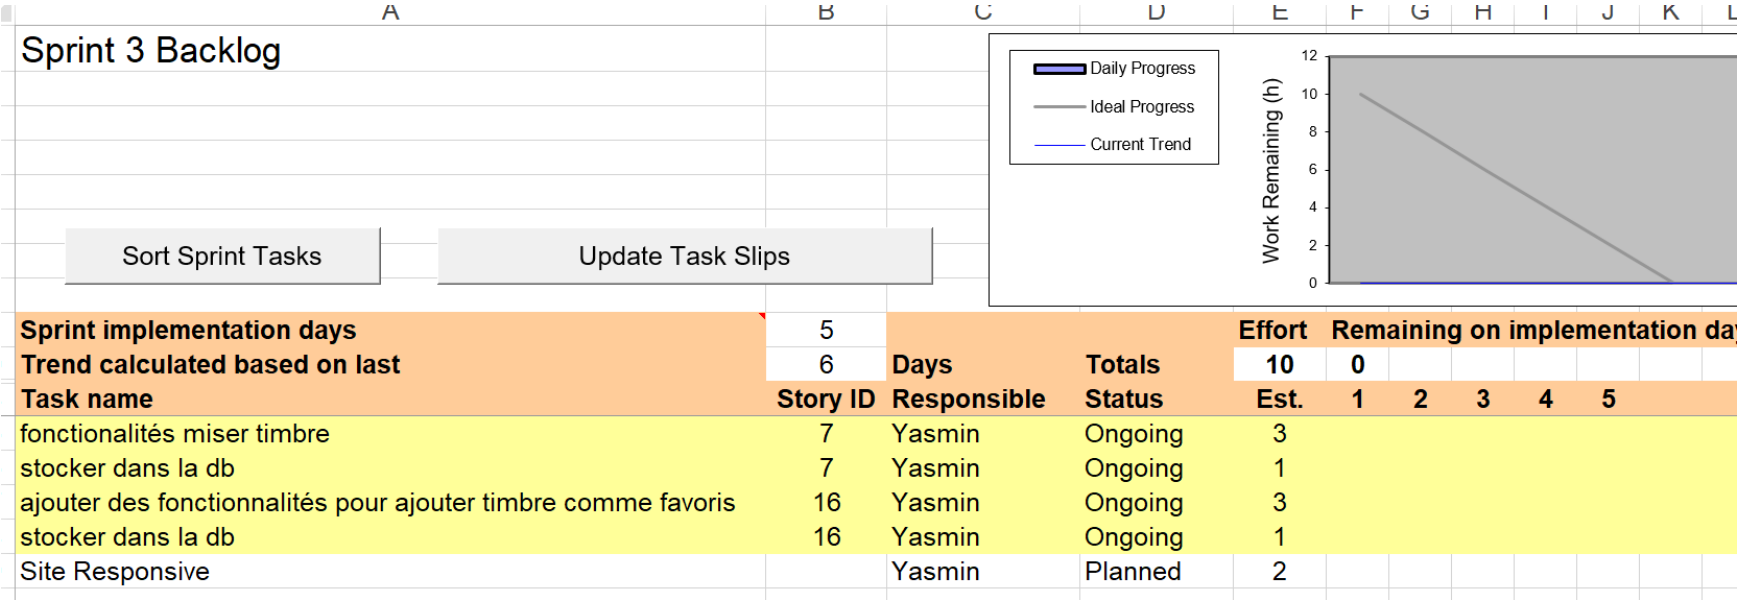 A B C D E F G H I J K L
Sprint 3 Backlog
Daily Progress
Ideal Progress
Current Trend
Work Remaining (h)
12
10
8
6
4
2
0
Sort Sprint Tasks
Update Task Slips
Sprint implementation days 5 Effort Remaining on implementation
Trend calculated based on last 6 Days Totals 10 0
Task name Story ID Responsible Status Est. 1 2 3 4 5
fonctionalités miser timbre 7 Yasmin Ongoing 3
stocker dans la db 7 Yasmin Ongoing 1
ajouter des fonctionnalités pour ajouter timbre comme favoris 16 Yasmin Ongoing 3
stocker dans la db 16 Yasmin Ongoing 1
Site Responsive Yasmin Planned 2